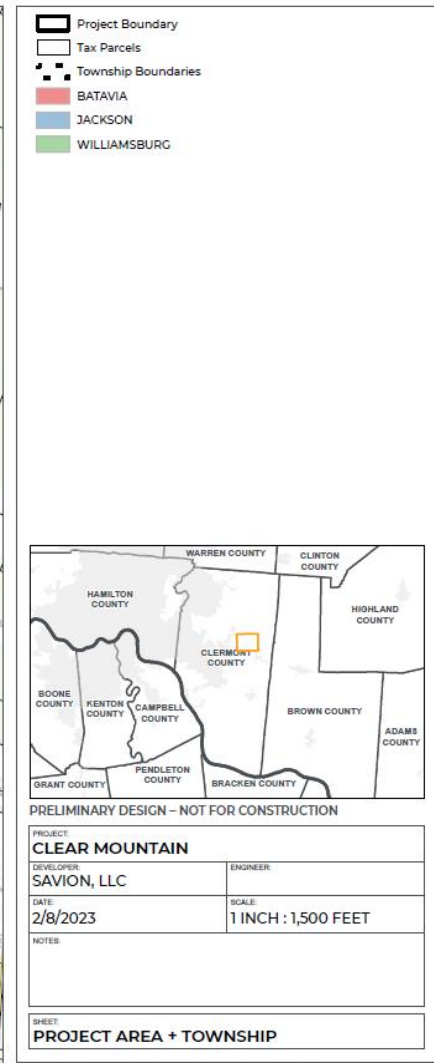 Project Boundary
Tax Parcels
Township Boundaries
BATAVIA
JACKSON
WILLIAMSBURG
WARREN COUNTY
CLINTON
COUNTY
HAMILTON
COUNTY
HIGHLAND
COUNTY
CLERMONT
COUNTY
BOONE
COUNTY
KENTON
COUNTY
CAMPBELL
COUNTY
BROWN COUNTY
ADAMS
COUNTY
PENDLETON
COUNTY
GRANT COUNTY
BRACKEN COUNTY
PRELIMINARY DESIGN – NOT FOR CONSTRUCTION
PROJECT:
CLEAR MOUNTAIN
DEVELOPER:
SAVION, LLC
ENGINEER:
DATE:
2/8/2023
SCALE:
1 INCH : 1,500 FEET
NOTES:
SHEET:
PROJECT AREA + TOWNSHIP